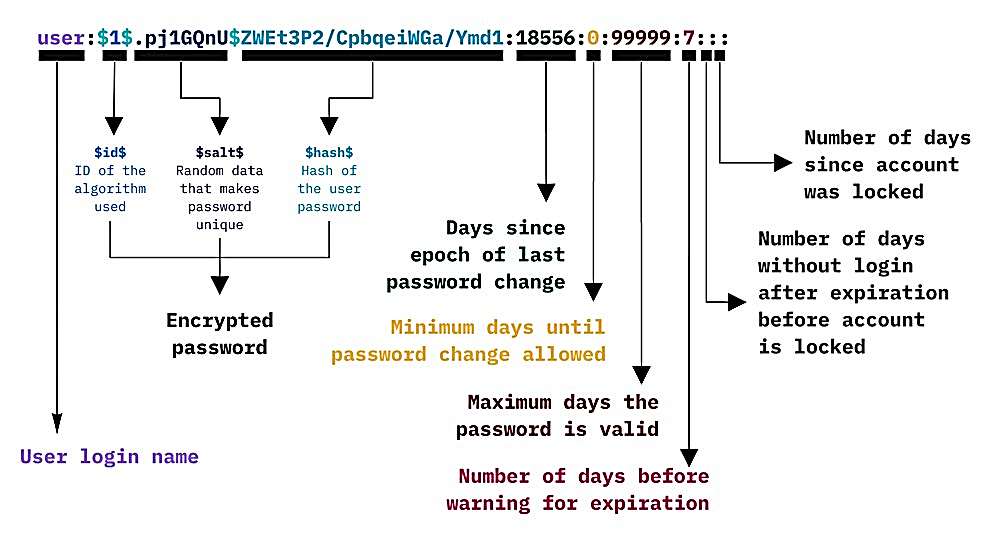 user:$1$.pj1GQnU$ZWEt3P2/CpbqeiWGa/Ymd1:18556:0:99999:7:::
$id$
ID of the
algorithm
used
$salt$
Random data
that makes
password
unique
$hash$
Hash of
the user
password
Encrypted
password
User login name
Days since
epoch of last
password change
Minimum days until
password change allowed
Maximum days the
password is valid
Number of days before
warning for expiration
Number of days
since account
was locked
Number of days
without login
after expiration
before account
is locked